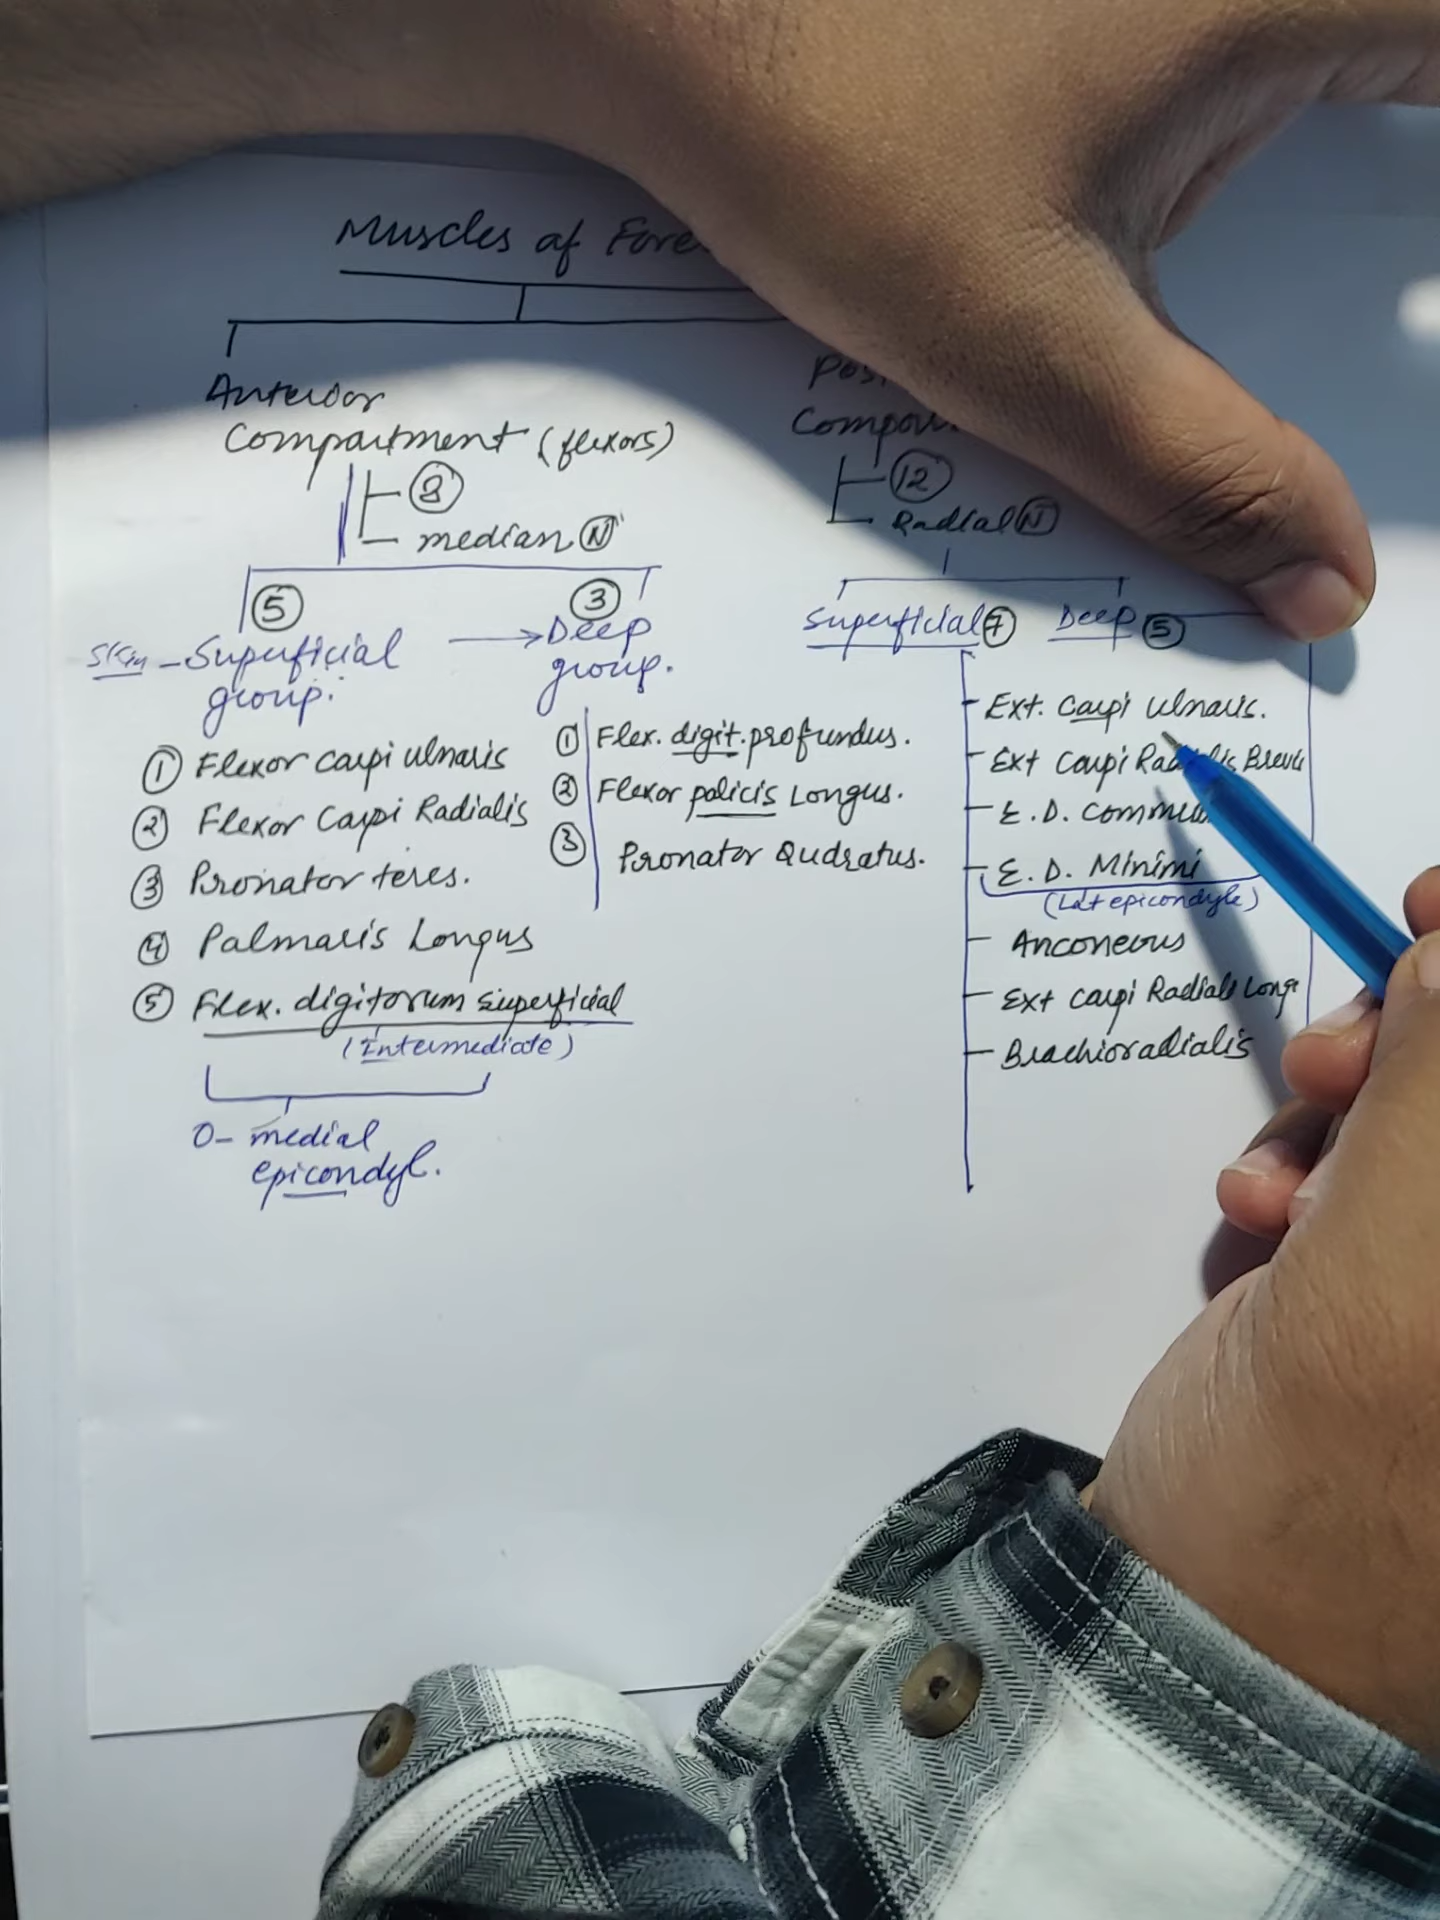 Muscles of Fore
Anterior
Compartment (flexors)
8
median N
5
Skin - Superficial
group.
3
→ Deep
group.
1 Flexor Carpi Ulnaris
2 Flexor Carpi Radialis
3 Pronator teres.
4 Palmaris Longus
5 Flex. digitorum Superficial
(Intermediate)
O- medial
epicondyl.
1 Flex. digit. profundus.
2 Flexor policis Longus.
3 Pronator Qudratus.
Pos
Compar
12
Radial N
Superficial 7
Deep 5
Ext. Carpi Ulnaris.
Ext Carpi Radialis Brevis
E. D. Commu
E. D. Minimi
(Lat epicondyle)
Anconeous
Ext Carpi Radials Long
Brachioradialis